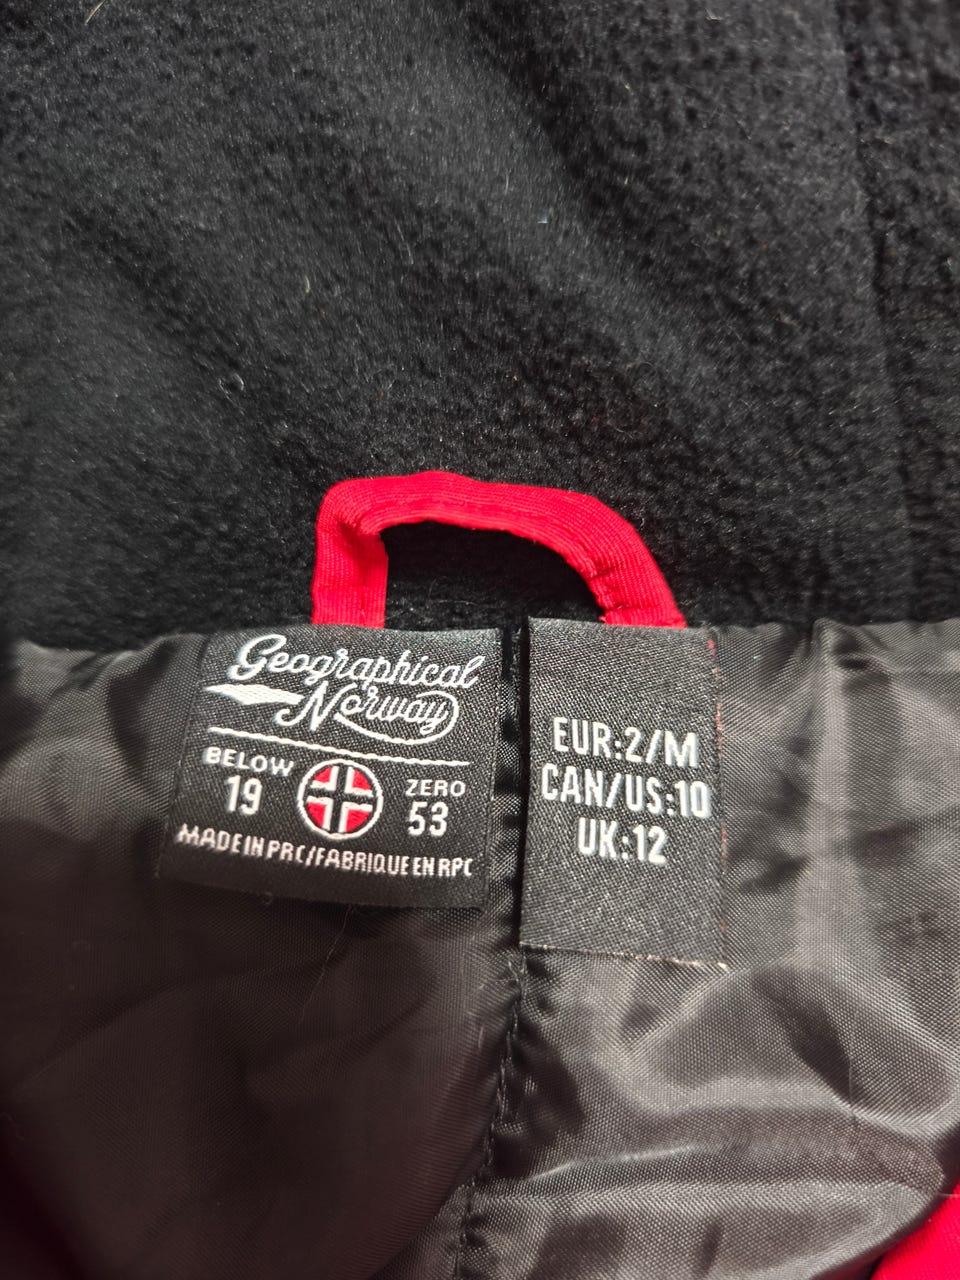 Geographical
Norway
BELOW ZERO
19 53
MADE IN PRC/FABRIQUE EN RPC
EUR:2/M
CAN/US:10
UK:12